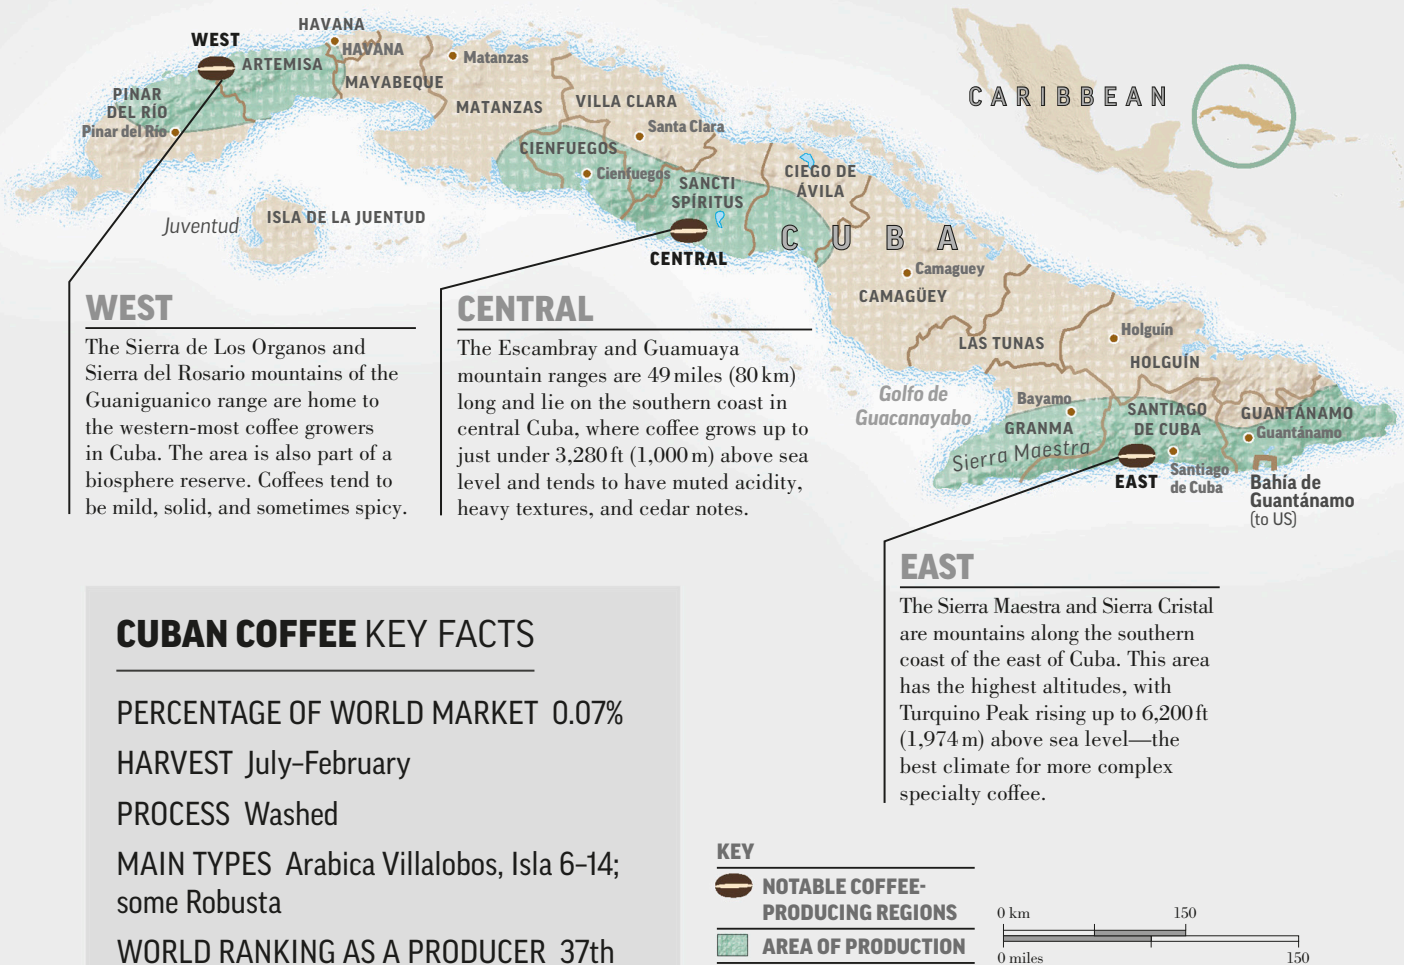 HAVANA
WEST
HAVANA
ARTEMISA
Matanzas
MAYABEQUE
PINAR
DEL RÍO
Pinar del Río
MATANZAS
VILLA CLARA
Santa Clara
CIENFUEGOS
Cienfuegos
SANCTI
SPÍRITUS
CIEGO DE
ÁVILA
CARIBBEAN
Juventud
ISLA DE LA JUVENTUD
CUBA
CENTRAL
Camaguey
CAMAGÜEY
LAS TUNAS
Holguín
HOLGUÍN
Golfo de
Guacanayabo
Bayamo
GRANMA
Sierra Maestra
SANTIAGO
DE CUBA
GUANTÁNAMO
Guantánamo
EAST
Santiago
de Cuba
Bahía de
Guantánamo
(to US)
WEST
The Sierra de Los Organos and
Sierra del Rosario mountains of the
Guaniguanico range are home to
the western-most coffee growers
in Cuba. The area is also part of a
biosphere reserve. Coffees tend to
be mild, solid, and sometimes spicy.
CENTRAL
The Escambray and Guamuaya
mountain ranges are 49 miles (80 km)
long and lie on the southern coast in
central Cuba, where coffee grows up to
just under 3,280 ft (1,000 m) above sea
level and tends to have muted acidity,
heavy textures, and cedar notes.
EAST
The Sierra Maestra and Sierra Cristal
are mountains along the southern
coast of the east of Cuba. This area
has the highest altitudes, with
Turquino Peak rising up to 6,200 ft
(1,974 m) above sea level—the
best climate for more complex
specialty coffee.
CUBAN COFFEE KEY FACTS
PERCENTAGE OF WORLD MARKET 0.07%
HARVEST July–February
PROCESS Washed
MAIN TYPES Arabica Villalobos, Isla 6–14;
some Robusta
WORLD RANKING AS A PRODUCER 37th
KEY
NOTABLE COFFEE-
PRODUCING REGIONS
AREA OF PRODUCTION
0 km 150
0 miles 150